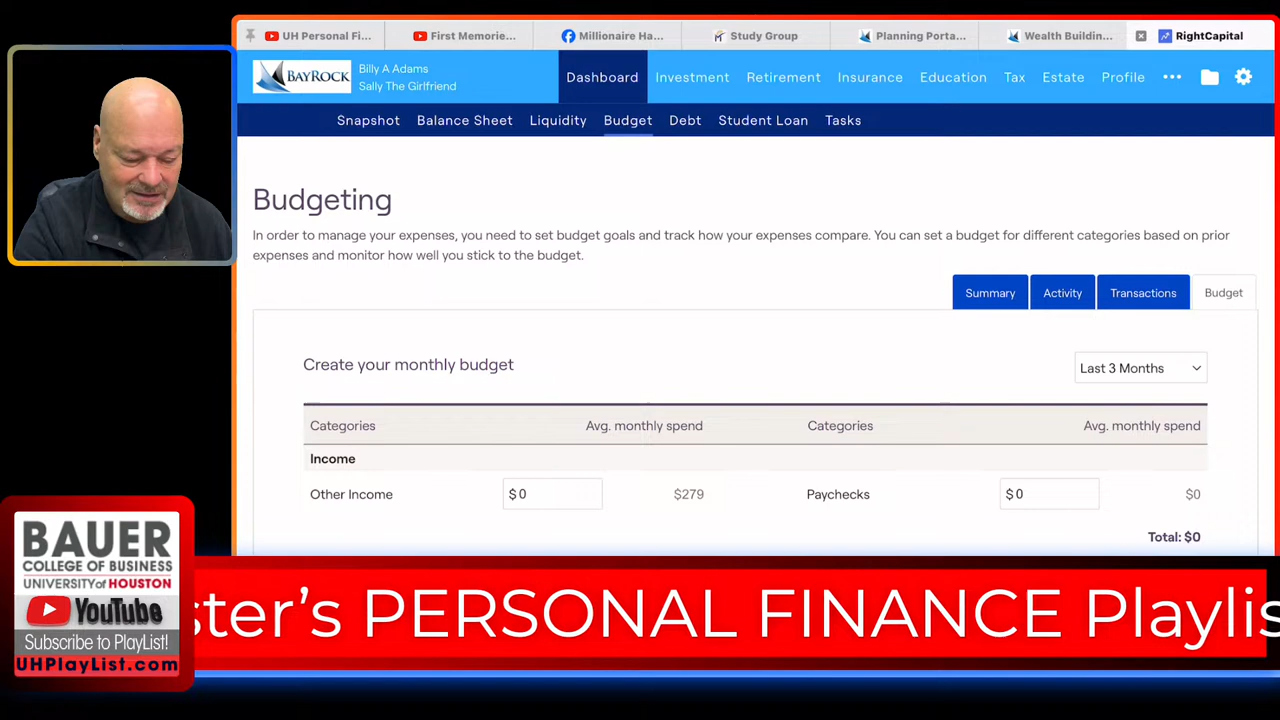 UH Personal Fi...
First Memorie...
Millionaire Ha...
Study Group
Planning Porta...
Wealth Buildin...
RightCapital
BAYROCK
Billy A Adams
Sally The Girlfriend
Dashboard
Investment
Retirement
Insurance
Education
Tax
Estate
Profile
Snapshot
Balance Sheet
Liquidity
Budget
Debt
Student Loan
Tasks
Budgeting
In order to manage your expenses, you need to set budget goals and track how your expenses compare. You can set a budget for different categories based on prior
expenses and monitor how well you stick to the budget.
Summary
Activity
Transactions
Budget
Create your monthly budget
Last 3 Months
Categories
Avg. monthly spend
Categories
Avg. monthly spend
Income
Other Income
$ 0
$279
Paychecks
$ 0
$0
Total: $0
BAUER
COLLEGE OF BUSINESS
UNIVERSITY of HOUSTON
YouTube
Subscribe to PlayList!
UHPlayList.com
ster's PERSONAL FINANCE Playlis